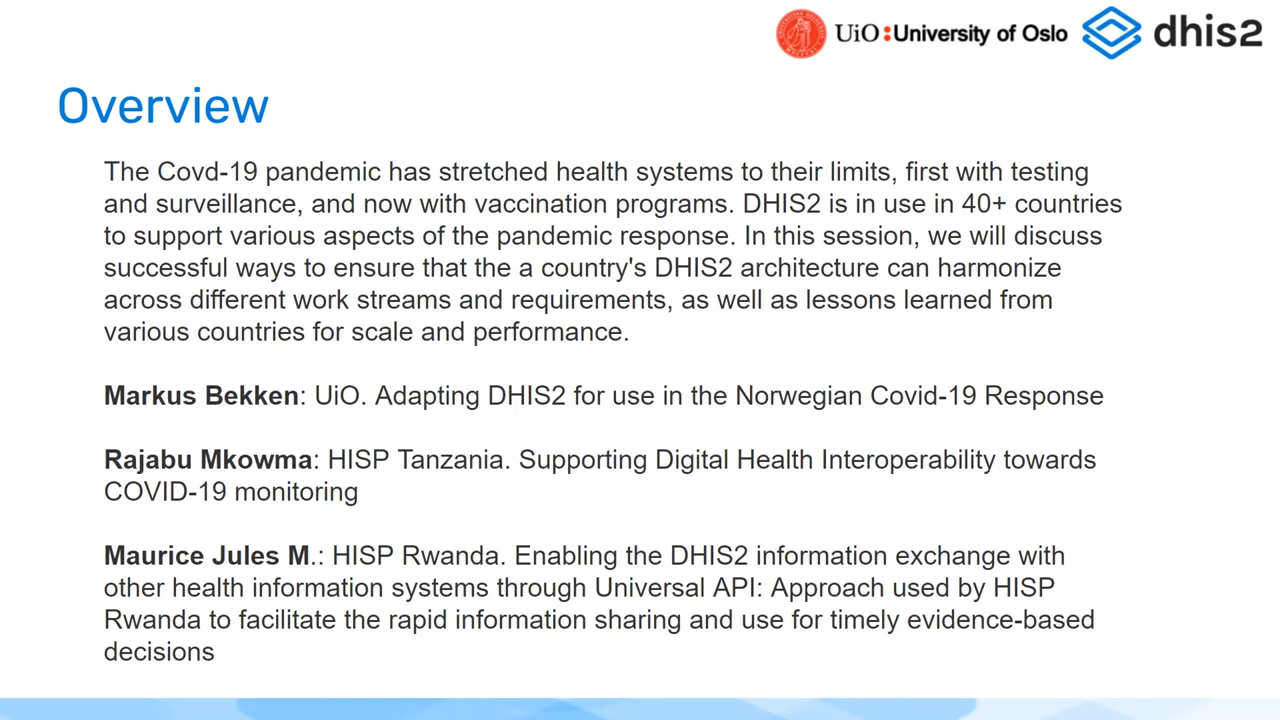 UiO:University of Oslo
dhis2
Overview
The Covd-19 pandemic has stretched health systems to their limits, first with testing
and surveillance, and now with vaccination programs. DHIS2 is in use in 40+ countries
to support various aspects of the pandemic response. In this session, we will discuss
successful ways to ensure that the a country's DHIS2 architecture can harmonize
across different work streams and requirements, as well as lessons learned from
various countries for scale and performance.
Markus Bekken: UiO. Adapting DHIS2 for use in the Norwegian Covid-19 Response
Rajabu Mkowma: HISP Tanzania. Supporting Digital Health Interoperability towards
COVID-19 monitoring
Maurice Jules M.: HISP Rwanda. Enabling the DHIS2 information exchange with
other health information systems through Universal API: Approach used by HISP
Rwanda to facilitate the rapid information sharing and use for timely evidence-based
decisions